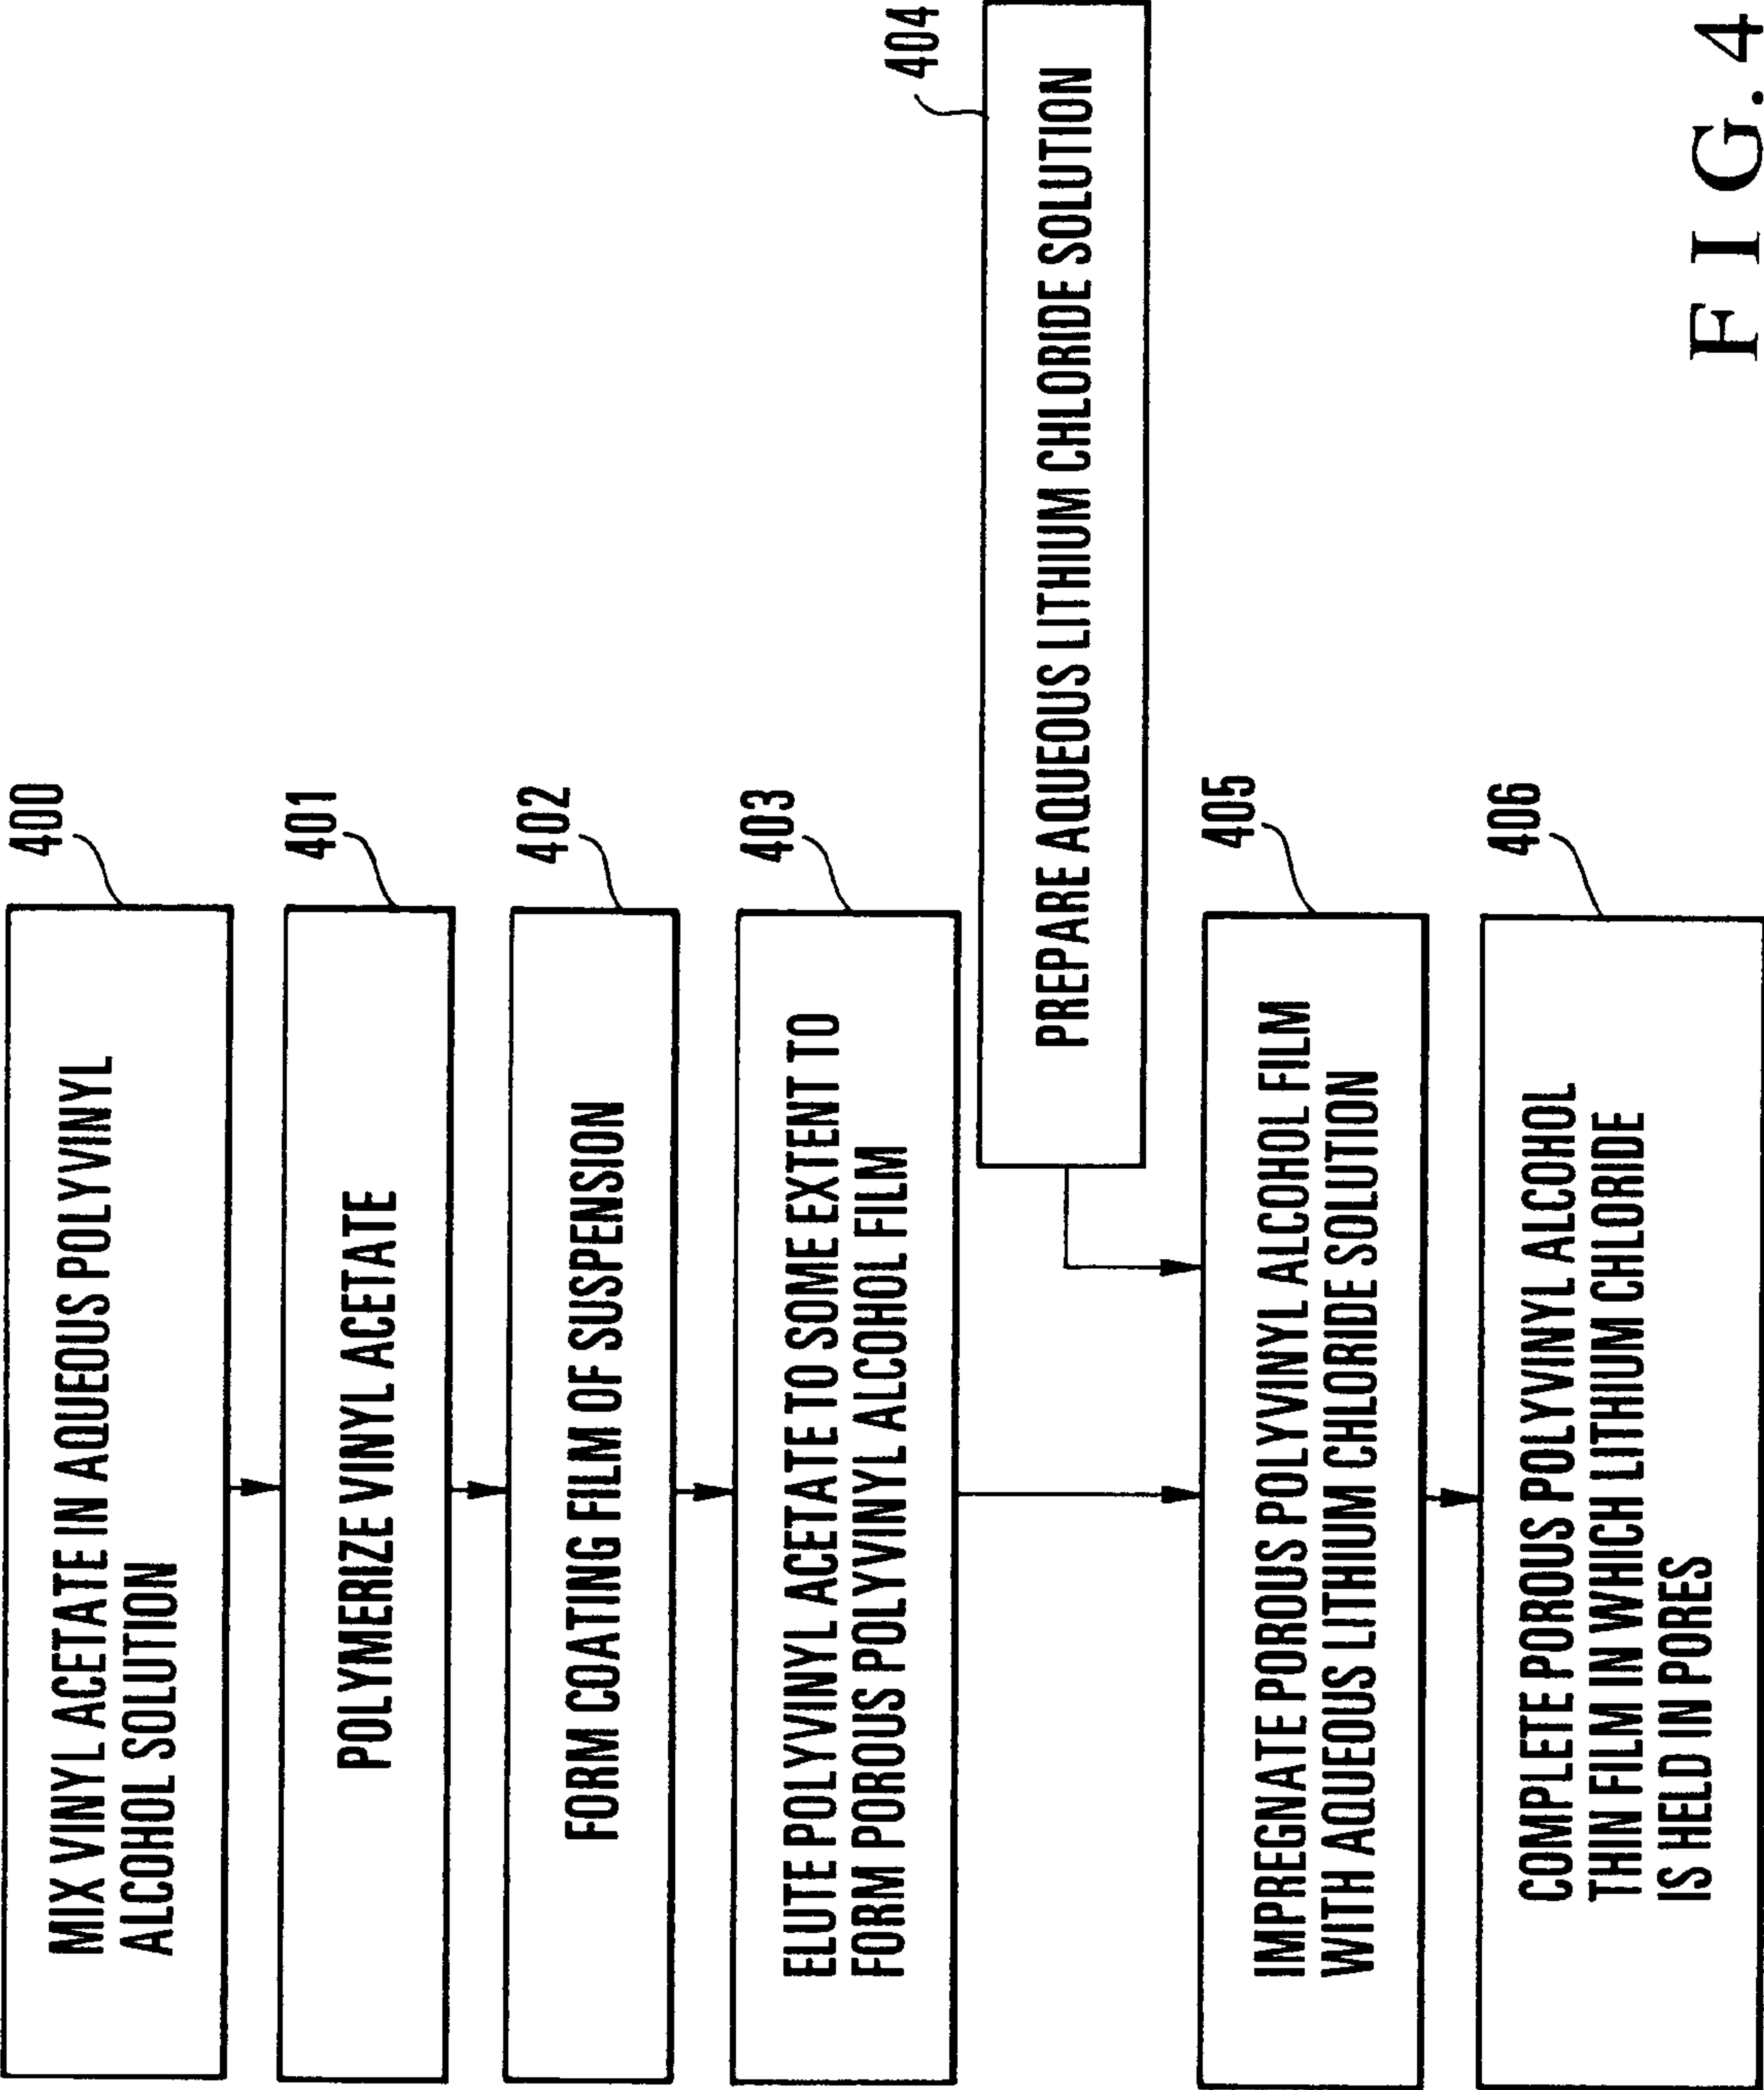 400
MIX VINYL ACETATE IN AQUEOUS POLYVINYL
ALCOHOL SOLUTION
401
POLYMERIZE VINYL ACETATE
402
FORM COATING FILM OF SUSPENSION
403
ELUTE POLYVINYL ACETATE TO SOME EXTENT TO
FORM POROUS POLYVINYL ALCOHOL FILM
404
PREPARE AQUEOUS LITHIUM CHLORIDE SOLUTION
405
IMPREGNATE POROUS POLYVINYL ALCOHOL FILM
WITH AQUEOUS LITHIUM CHLORIDE SOLUTION
406
COMPLETE POROUS POLYVINYL ALCOHOL
THIN FILM IN WHICH LITHIUM CHLORIDE
IS HELD IN PORES
FIG.4